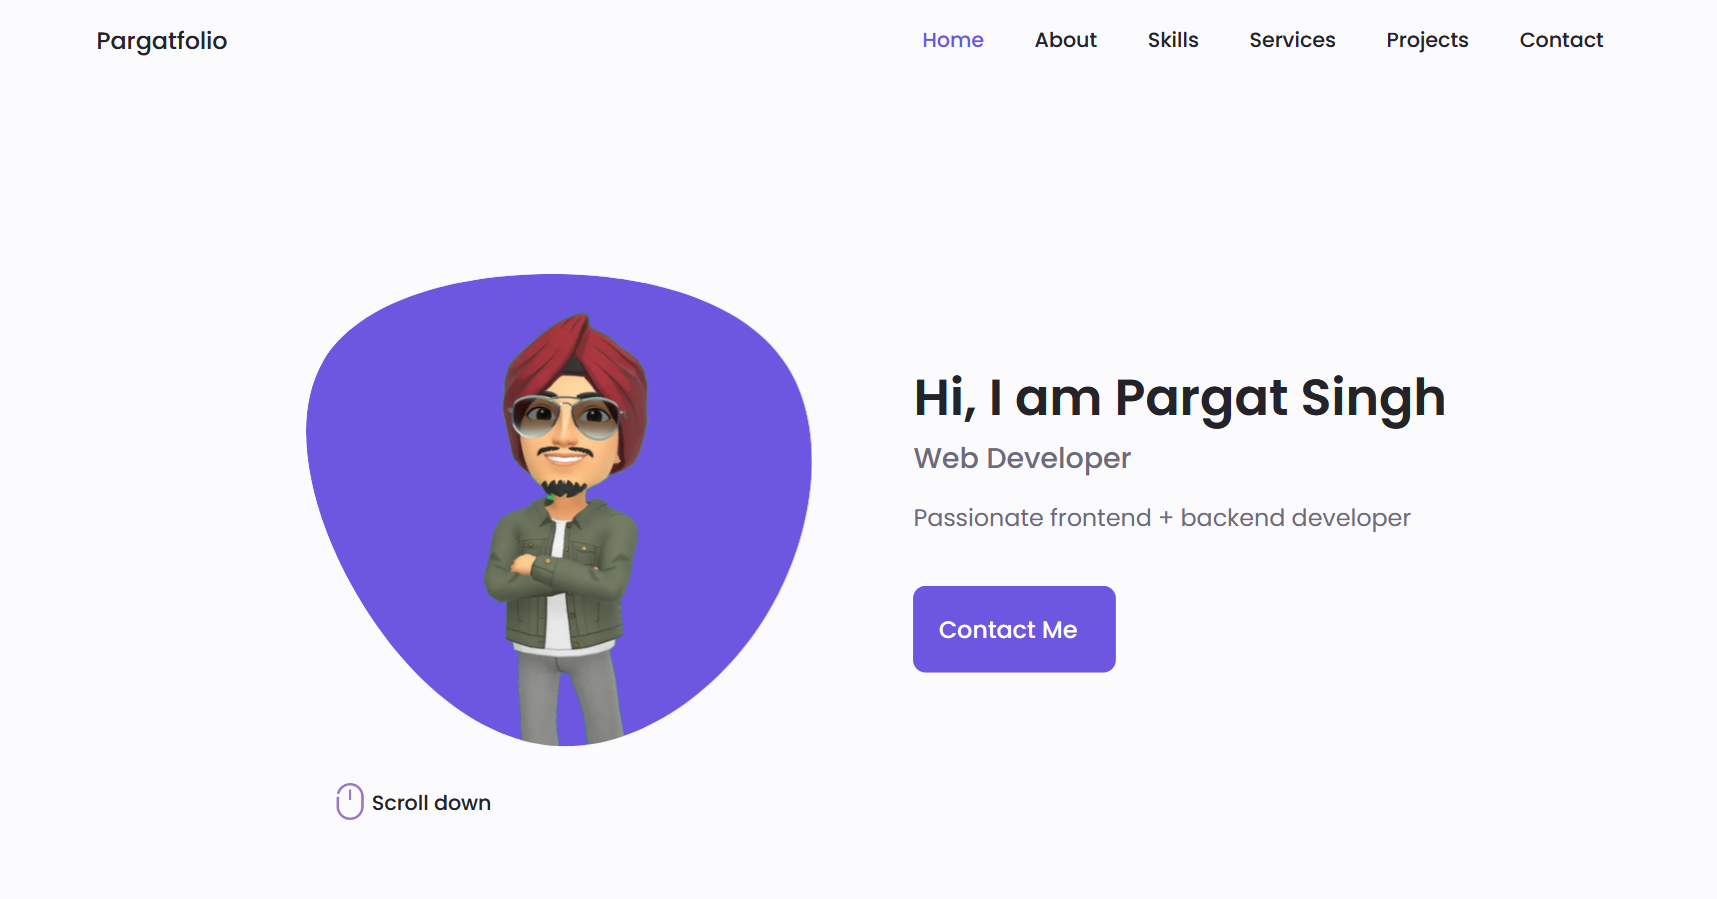 Pargatfolio
Home About Skills Services Projects Contact
Hi, I am Pargat Singh
Web Developer
Passionate frontend + backend developer
Contact Me
Scroll down